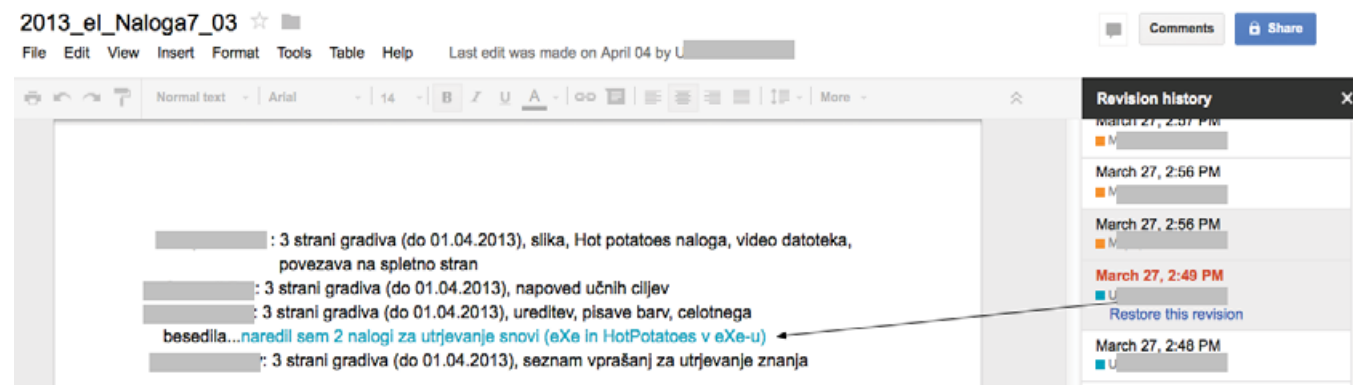 2013_el_Naloga7_03
Comments
Share
File Edit View Insert Format Tools Table Help Last edit was made on April 04 by U
Normal text Arial 14 B I U A More
Revision history X
March 27, 2:57 PM
M
March 27, 2:56 PM
M
March 27, 2:56 PM
M
March 27, 2:49 PM
U
Restore this revision
March 27, 2:48 PM
U
: 3 strani gradiva (do 01.04.2013), slika, Hot potatoes naloga, video datoteka,
povezava na spletno stran
: 3 strani gradiva (do 01.04.2013), napoved učnih ciljev
: 3 strani gradiva (do 01.04.2013), ureditev, pisave barv, celotnega
besedila...naredil sem 2 nalogi za utrjevanje snovi (eXe in HotPotatoes v eXe-u)
: 3 strani gradiva (do 01.04.2013), seznam vprašanj za utrjevanje znanja